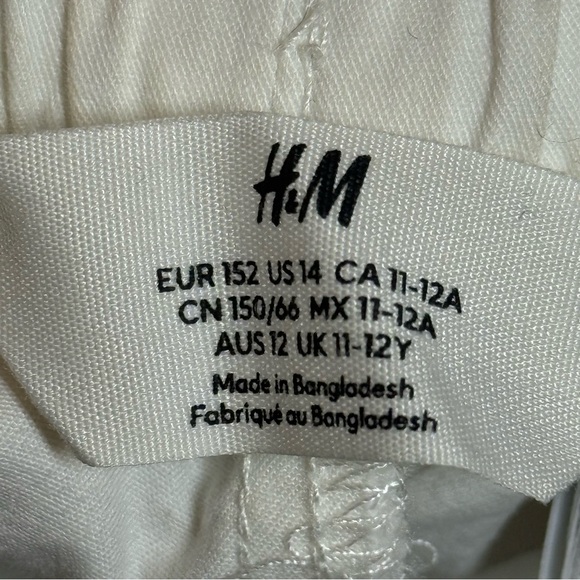 H&M
EUR 152 US 14 CA 11-12A
CN 150/66 MX 11-12A
AUS 12 UK 11-12Y
Made in Bangladesh
Fabriqué au Bangladesh